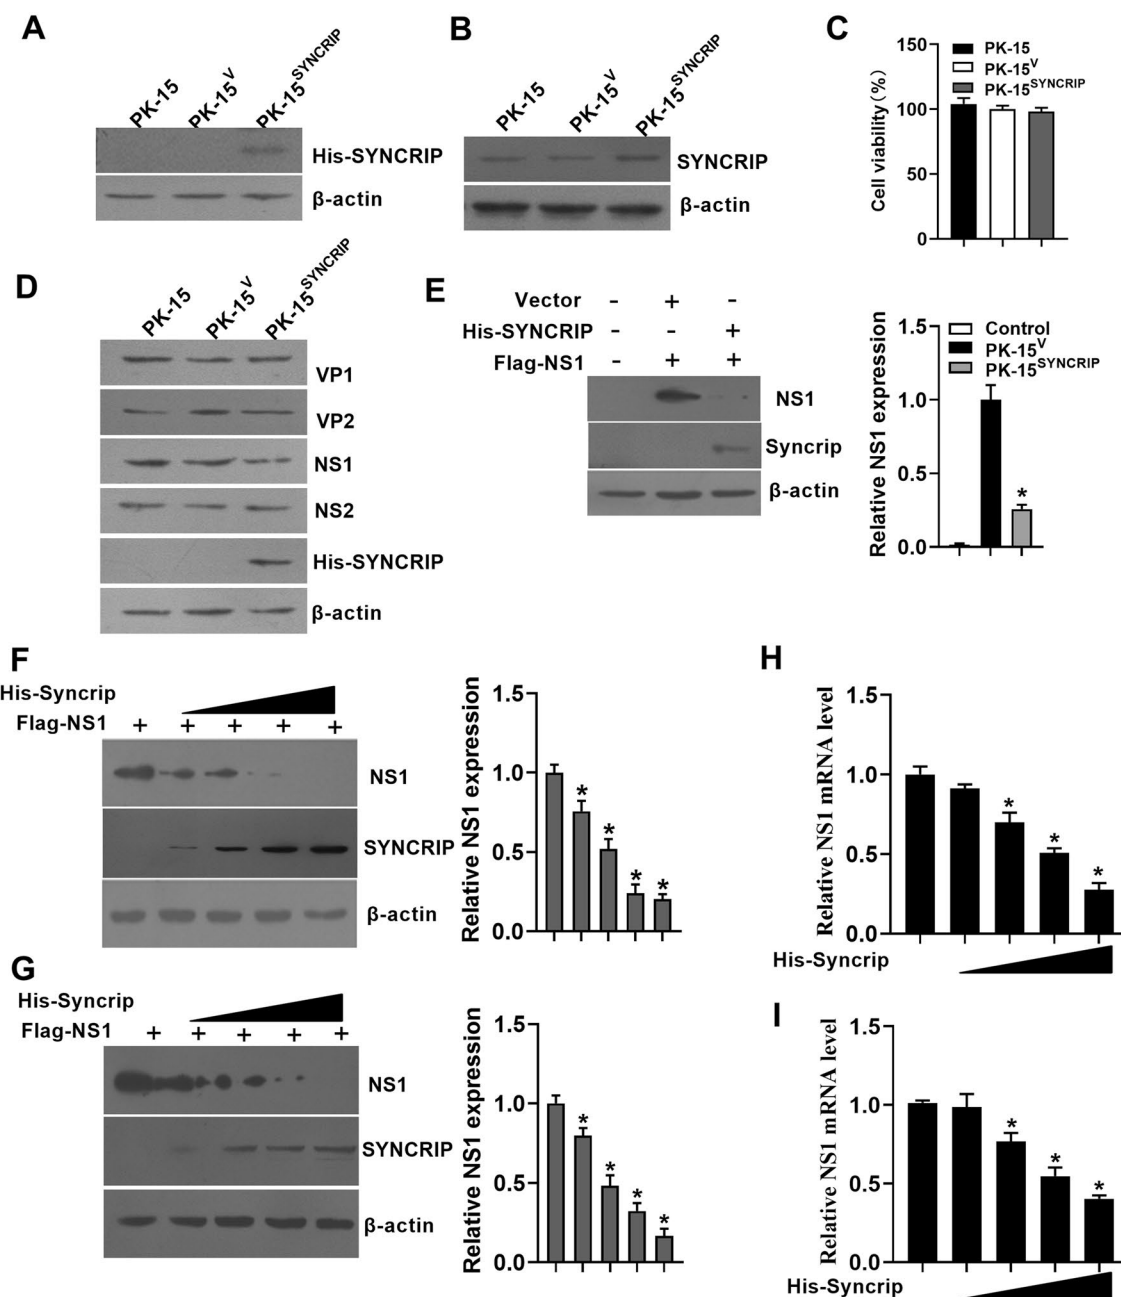 A
PK-15
PK-15V
PK-15SYNCRIP
His-SYNCRIP
β-actin
B
PK-15
PK-15V
PK-15SYNCRIP
SYNCRIP
β-actin
C
PK-15
PK-15V
PK-15SYNCRIP
Cell viability(%)
150
100
50
0
D
PK-15
PK-15V
PK-15SYNCRIP
VP1
VP2
NS1
NS2
His-SYNCRIP
β-actin
E
Vector - + -
His-SYNCRIP - - +
Flag-NS1 - + +
NS1
Syncrip
β-actin
Control
PK-15V
PK-15SYNCRIP
Relative NS1 expression
1.5
1.0
0.5
0.0
*
F
His-Syncrip
Flag-NS1 + + + + +
NS1
SYNCRIP
β-actin
Relative NS1 expression
1.5
1.0
0.5
0.0
* * * *
G
His-Syncrip
Flag-NS1 + + + + +
NS1
SYNCRIP
β-actin
Relative NS1 expression
1.5
1.0
0.5
0.0
* * * *
H
Relative NS1 mRNA level
1.5
1.0
0.5
0.0
* * *
His-Syncrip
I
Relative NS1 mRNA level
1.5
1.0
0.5
0.0
* * *
His-Syncrip